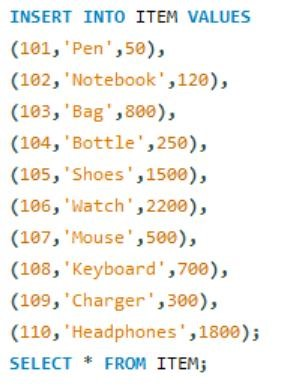 INSERT INTO ITEM VALUES
(101,'Pen',50),
(102,'Notebook',120),
(103,'Bag',800),
(104,'Bottle',250),
(105,'Shoes',1500),
(106,'Watch',2200),
(107,'Mouse',500),
(108,'Keyboard',700),
(109,'Charger',300),
(110,'Headphones',1800);
SELECT * FROM ITEM;